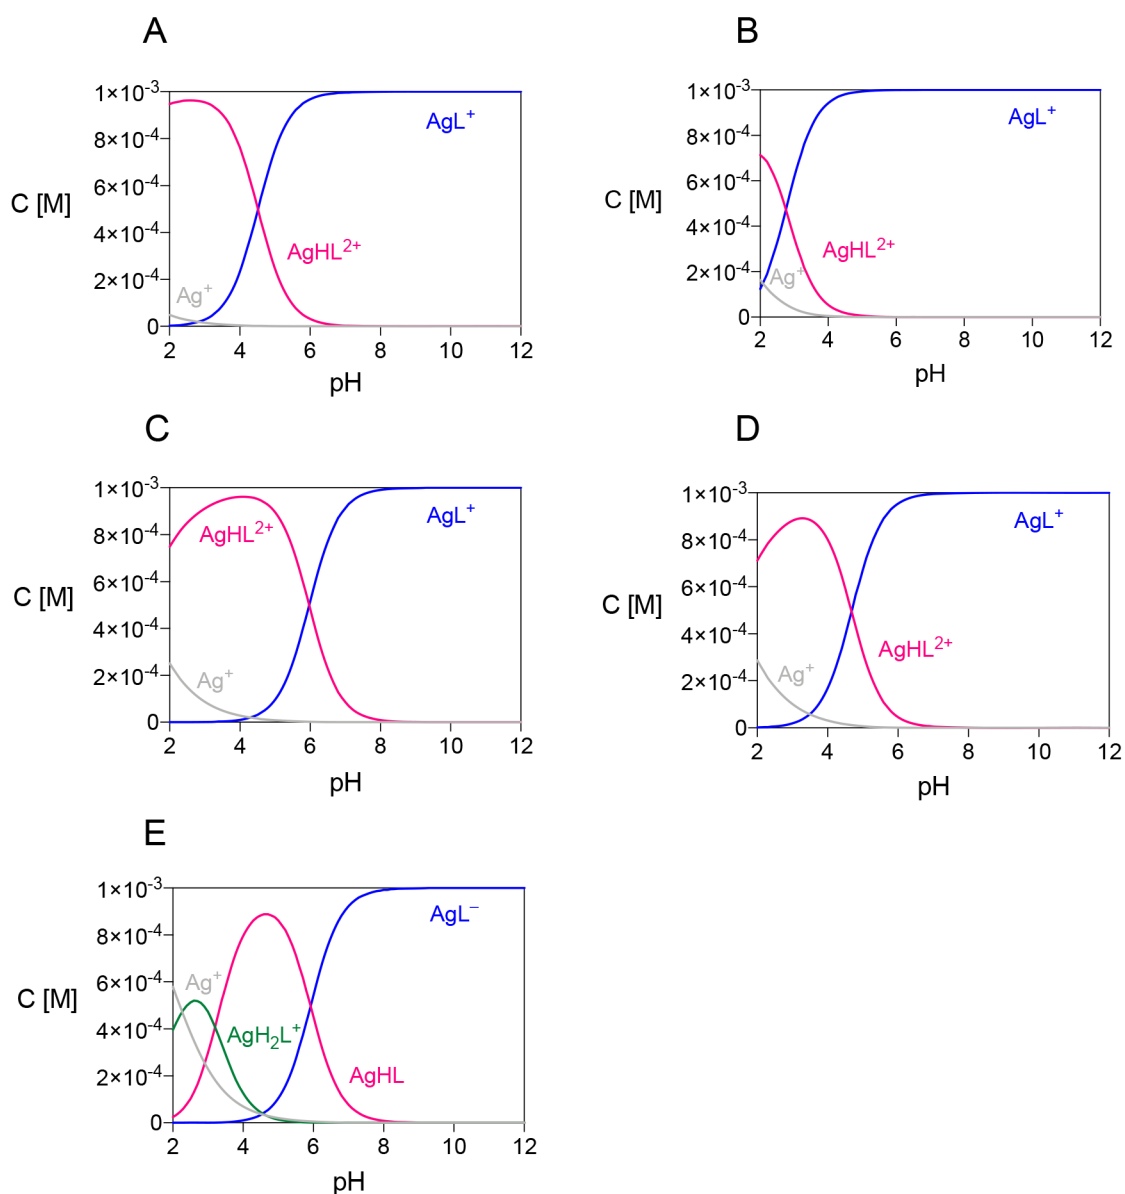 A
1×10⁻³
8×10⁻⁴
6×10⁻⁴
4×10⁻⁴
2×10⁻⁴
0
C [M]
AgL⁺
AgHL²⁺
Ag⁺
2 4 6 8 10 12
pH
B
1×10⁻³
8×10⁻⁴
6×10⁻⁴
4×10⁻⁴
2×10⁻⁴
0
C [M]
AgL⁺
AgHL²⁺
Ag⁺
2 4 6 8 10 12
pH
C
1×10⁻³
8×10⁻⁴
6×10⁻⁴
4×10⁻⁴
2×10⁻⁴
0
C [M]
AgL⁺
AgHL²⁺
Ag⁺
2 4 6 8 10 12
pH
D
1×10⁻³
8×10⁻⁴
6×10⁻⁴
4×10⁻⁴
2×10⁻⁴
0
C [M]
AgL⁺
AgHL²⁺
Ag⁺
2 4 6 8 10 12
pH
E
1×10⁻³
8×10⁻⁴
6×10⁻⁴
4×10⁻⁴
2×10⁻⁴
0
C [M]
AgL⁻
Ag⁺
AgH₂L⁺
AgHL
2 4 6 8 10 12
pH